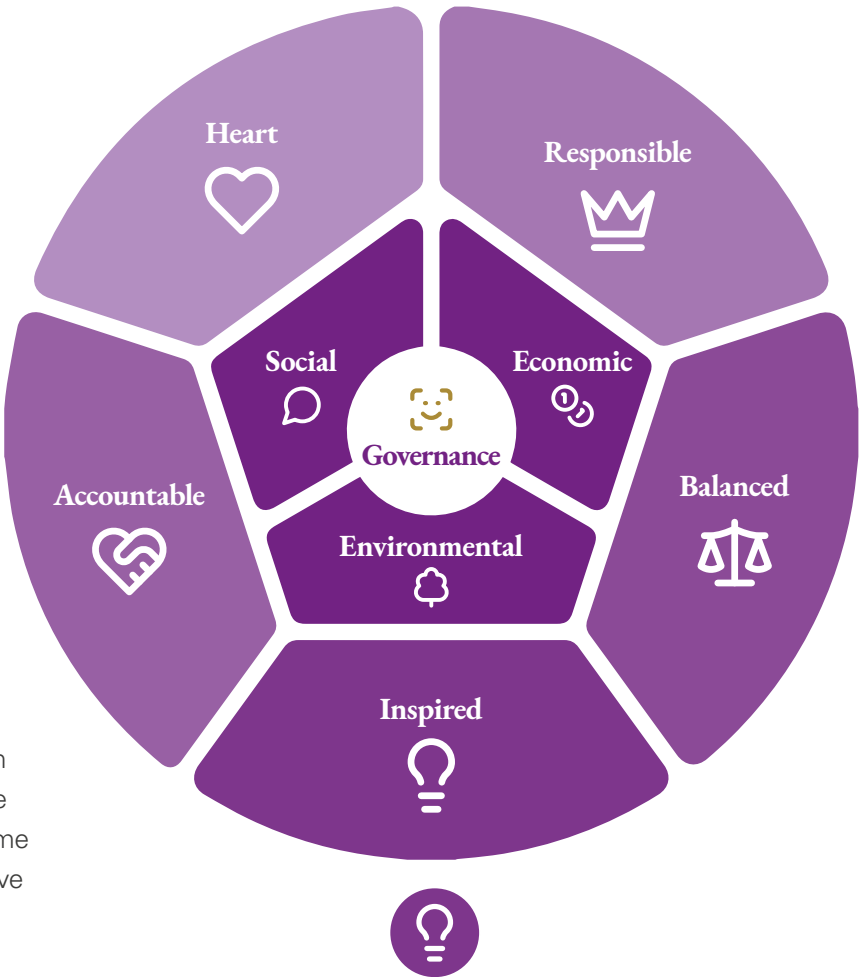 Heart
Responsible
Social
Economic
Governance
Accountable
Balanced
Environmental
Inspired